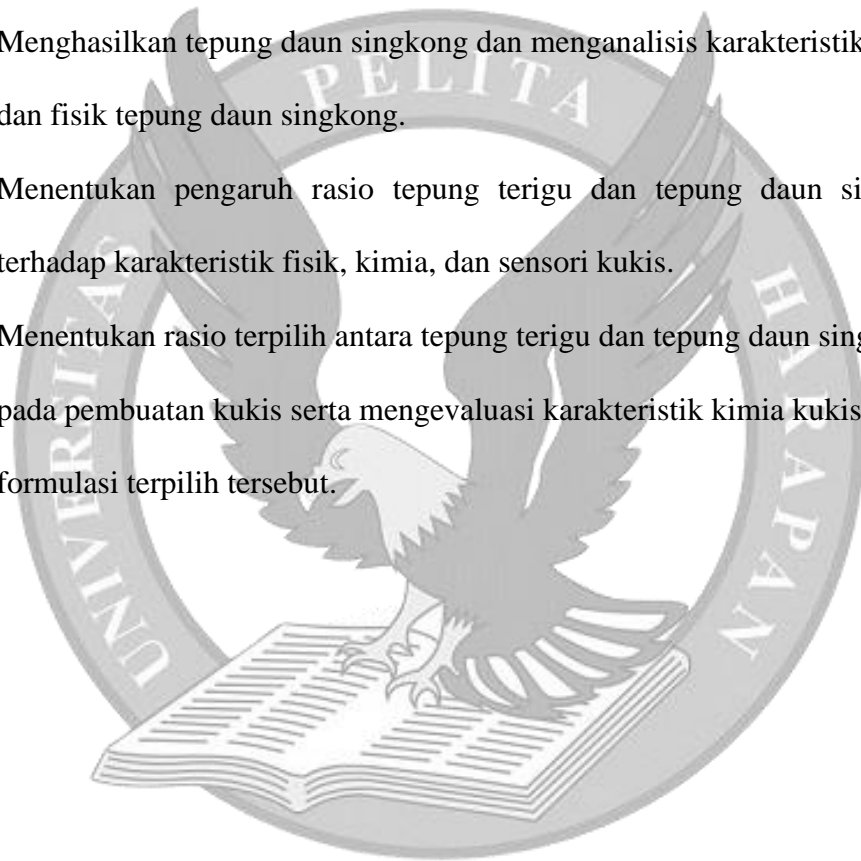 Menghasilkan tepung daun singkong dan menganalisis karakteristik
dan fisik tepung daun singkong.
Menentukan pengaruh rasio tepung terigu dan tepung daun
terhadap karakteristik fisik, kimia, dan sensori kukis.
Menentukan rasio terpilih antara tepung terigu dan tepung daun
pada pembuatan kukis serta mengevaluasi karakteristik kimia kukis
formulasi terpilih tersebut.
UNIVERSITAS PELITA HARAPAN